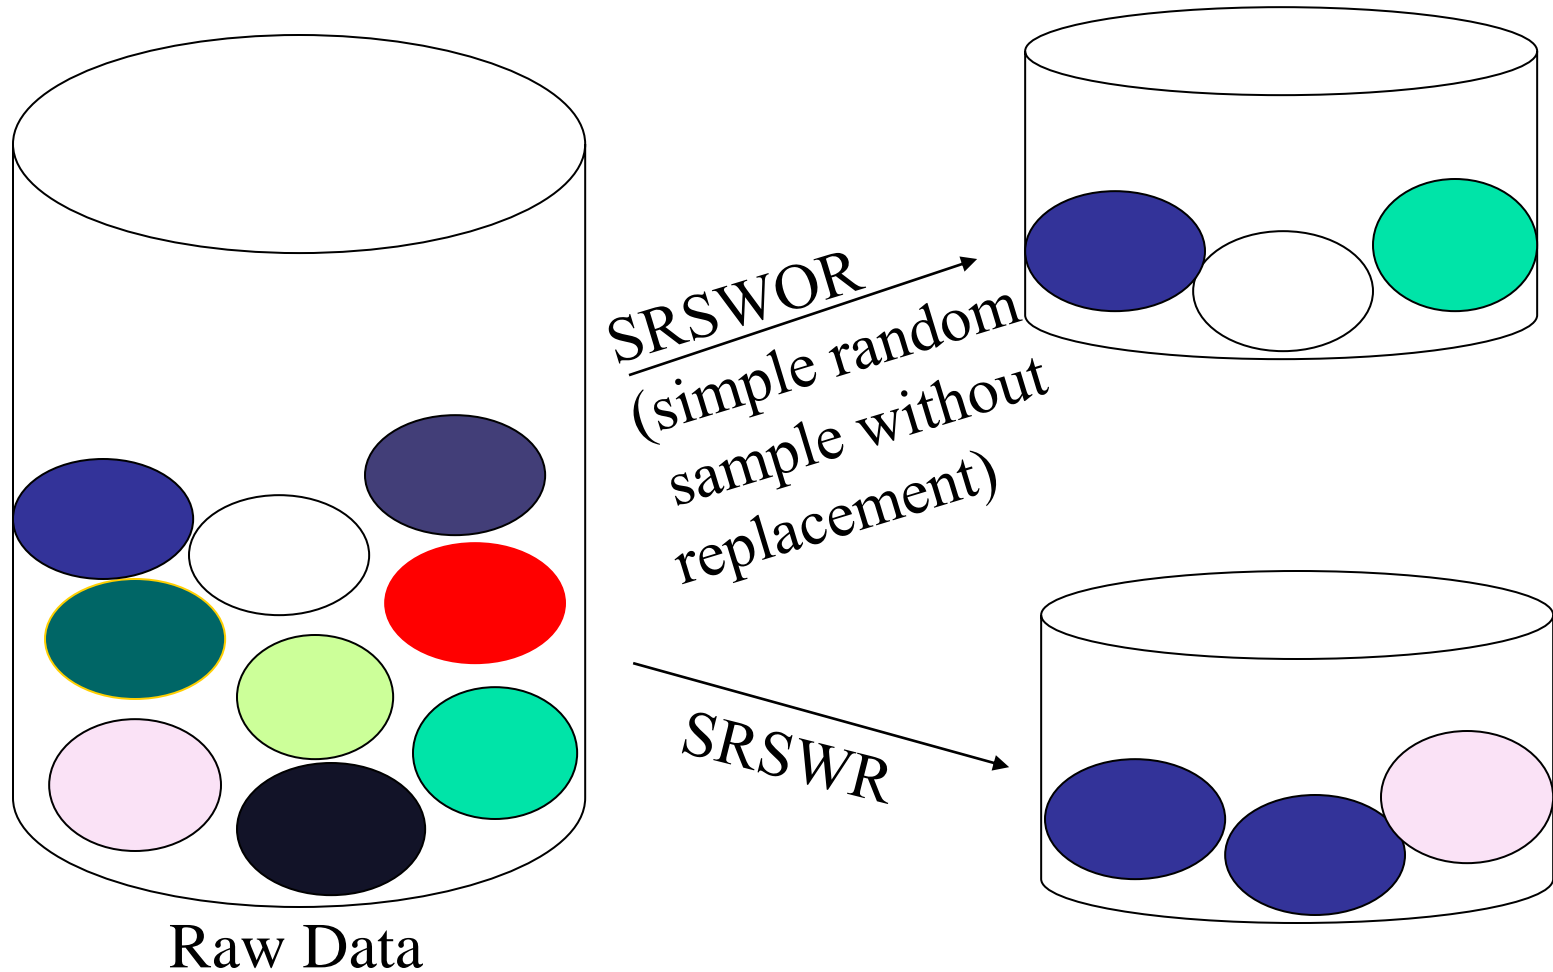 SRSWOR
(simple random
sample without
replacement)
SRSWR
Raw Data